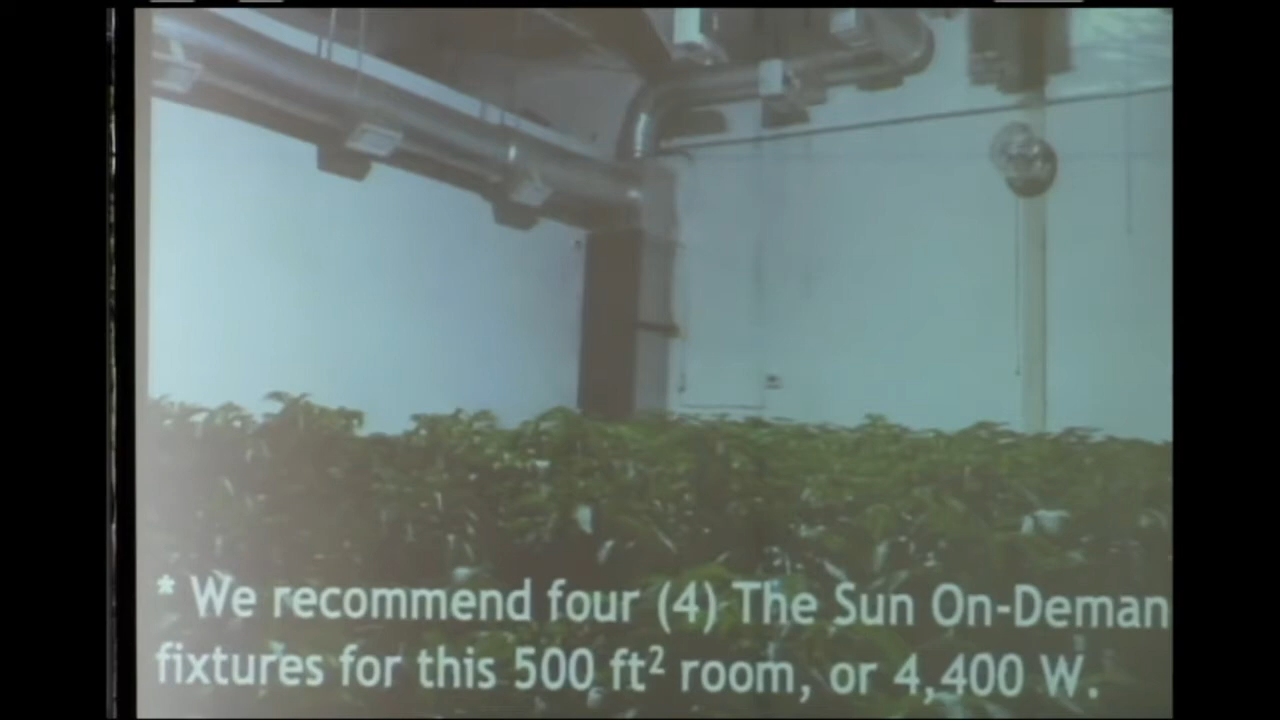 * We recommend four (4) The Sun On-Deman
fixtures for this 500 ft² room, or 4,400 W.